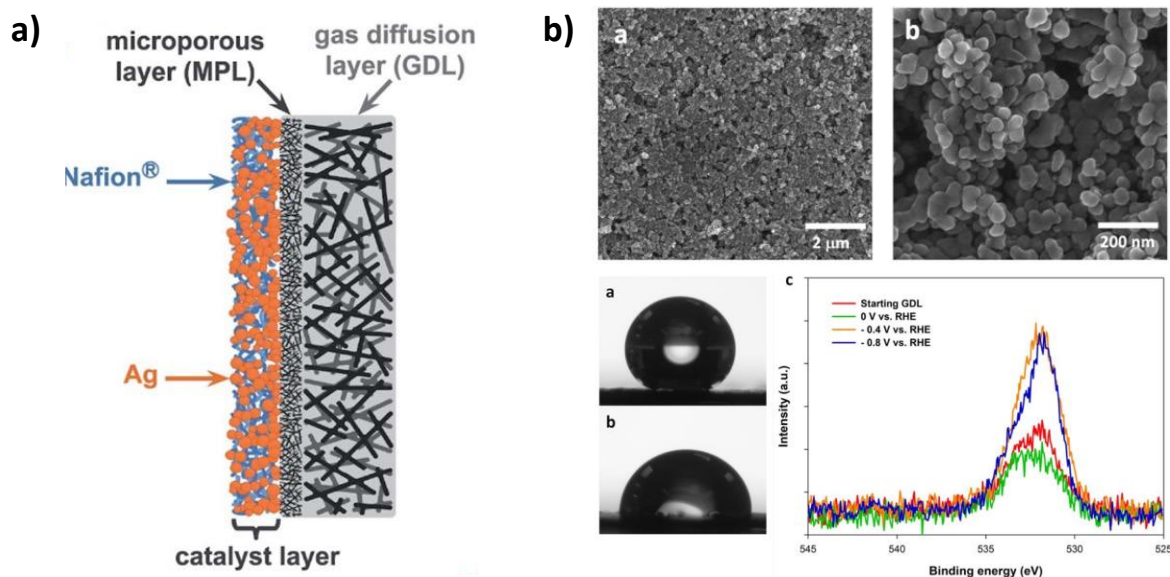 a)
microporous
layer (MPL)
gas diffusion
layer (GDL)
Nafion®
Ag
catalyst layer
b)
a
2 µm
b
200 nm
a
b
c
Starting GDL
0 V vs. RHE
- 0.4 V vs. RHE
- 0.8 V vs. RHE
Intensity (a.u.)
545 540 535 530 525
Binding energy (eV)